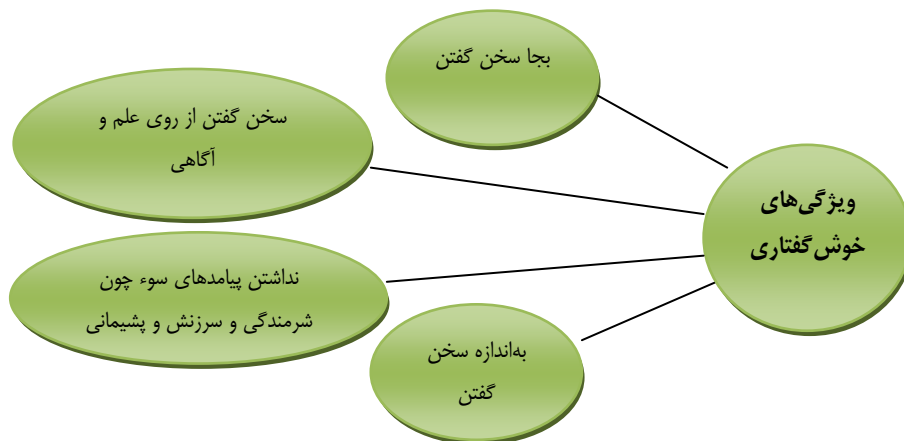 ویژگی‌های
خوش‌گفتاری
بجا سخن گفتن
سخن گفتن از روی علم و
آگاهی
نداشتن پیامدهای سوء چون
شرمندگی و سرزنش و پشیمانی
به‌اندازه سخن
گفتن